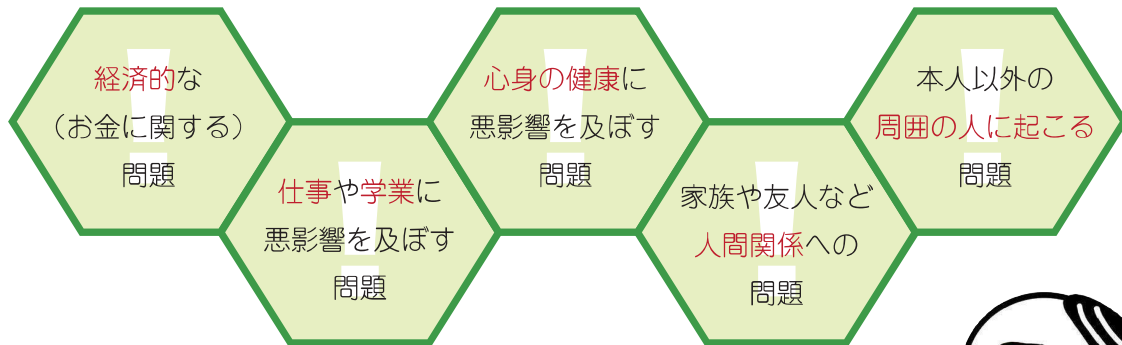 経済的な
（お金に関する）
問題
仕事や学業に
悪影響を及ぼす
問題
心身の健康に
悪影響を及ぼす
問題
家族や友人など
人間関係への
問題
本人以外の
周囲の人に起こる
問題